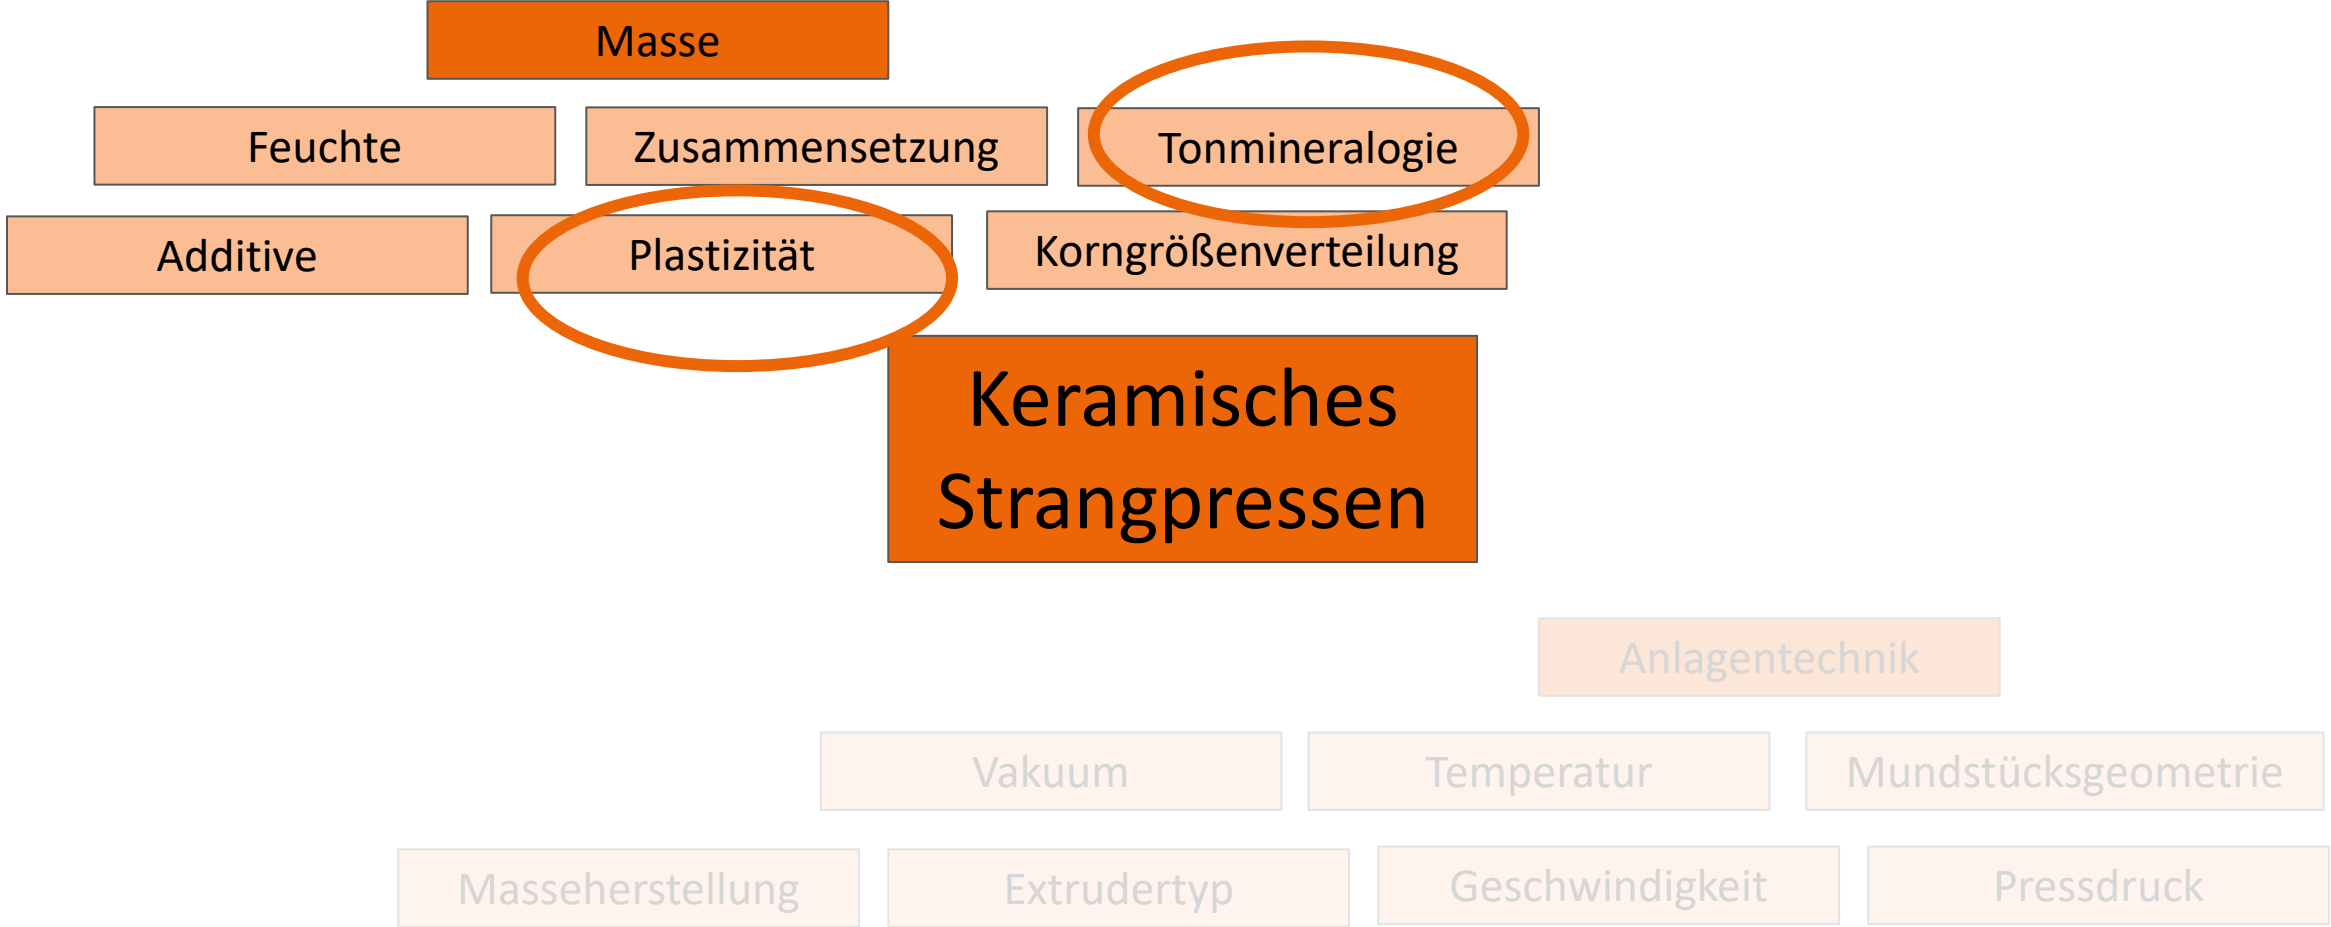 Masse
Feuchte
Zusammensetzung
Tonmineralogie
Additive
Plastizität
Korngrößenverteilung
Keramisches
Strangpressen
Anlagentechnik
Vakuum
Temperatur
Mundstücksgeometrie
Masseherstellung
Extrudertyp
Geschwindigkeit
Pressdruck